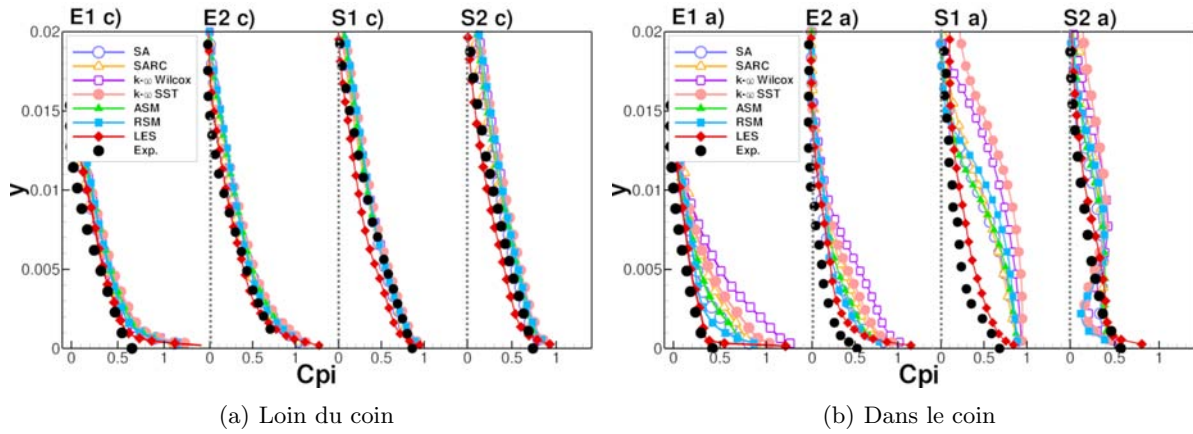 E1 c) E2 c) S1 c) S2 c)
0.02
0.015
0.01
0.005
0
y
SA
SARC
k-ω Wilcox
k-ω SST
ASM
RSM
LES
Exp.
0 0.5 0 0.5 1 0 0.5 1 0 0.5 1
Cpi
(a) Loin du coin
E1 a) E2 a) S1 a) S2 a)
0.02
0.015
0.01
0.005
0
y
SA
SARC
k-ω Wilcox
k-ω SST
ASM
RSM
LES
Exp.
0 0.5 1 0 0.5 1 0 0.5 1 0 0.5 1
Cpi
(b) Dans le coin